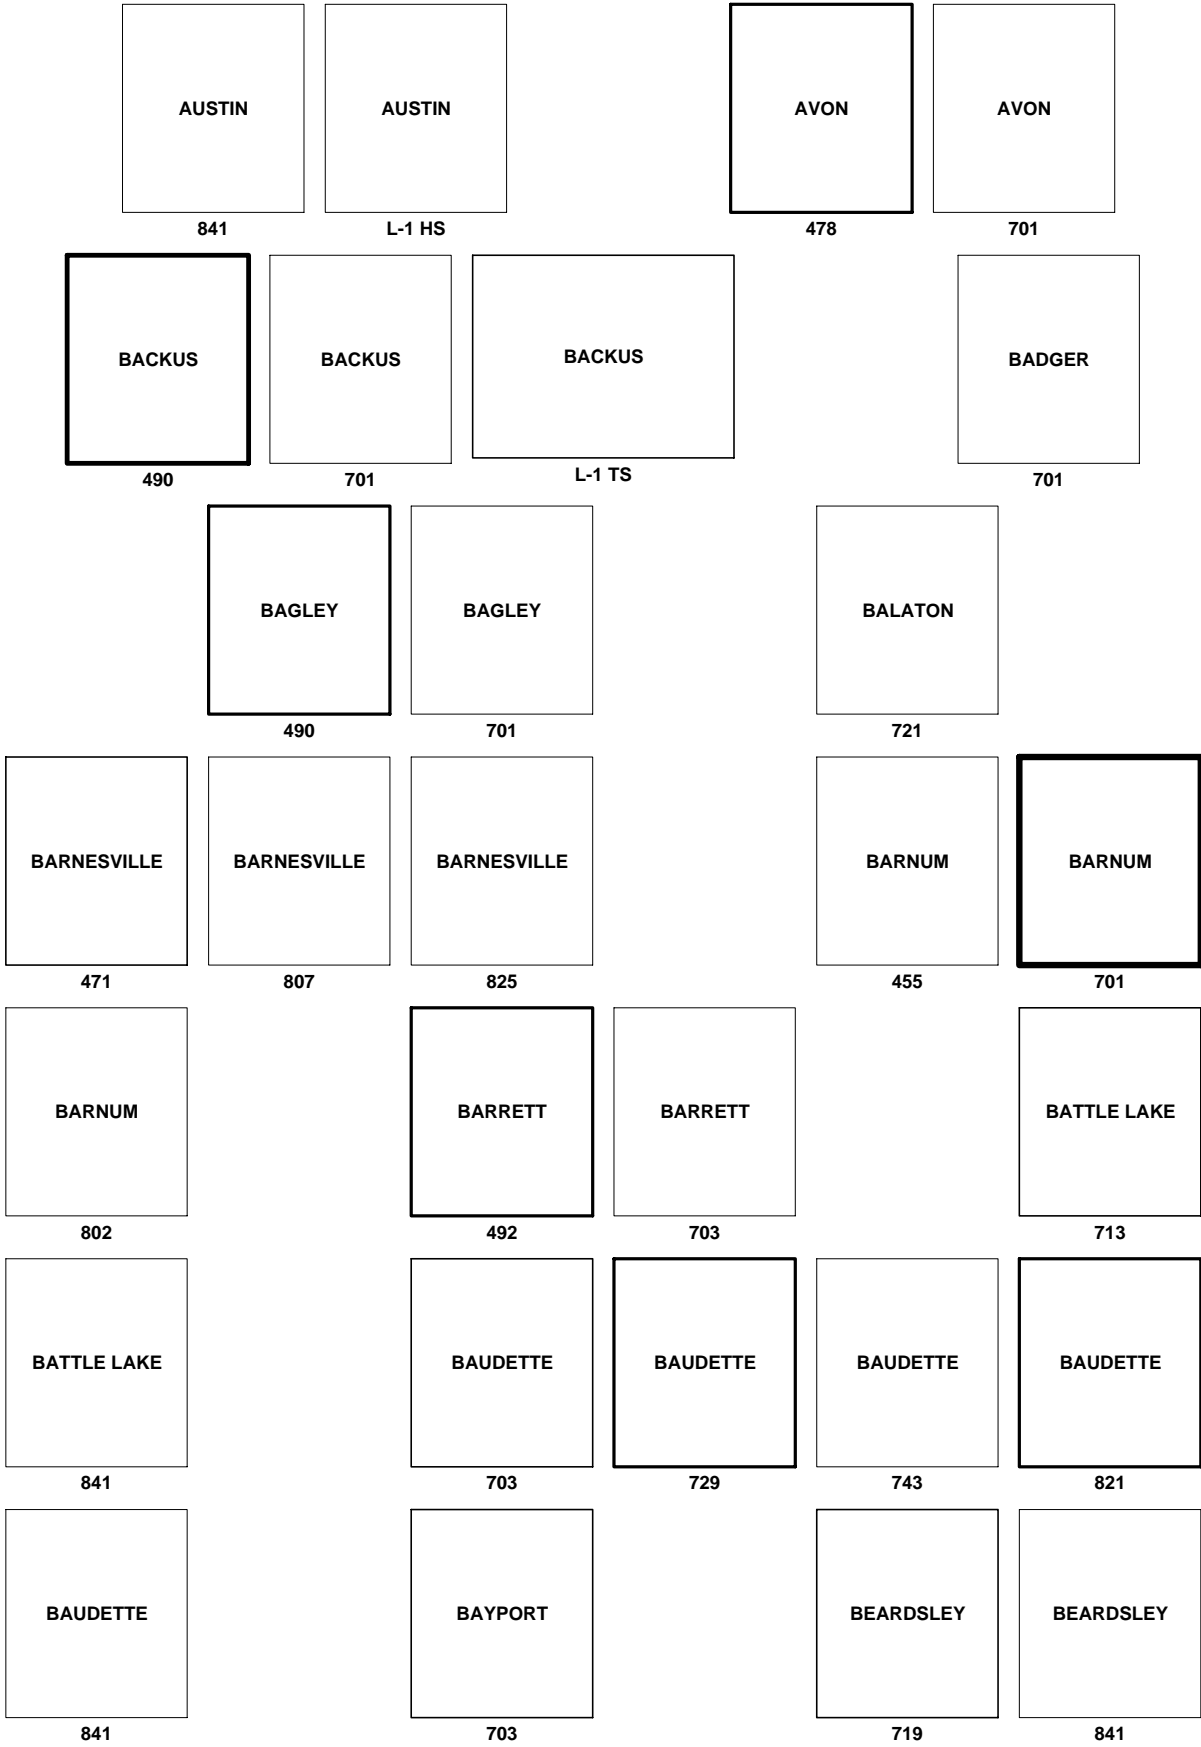 AUSTIN AUSTIN AVON AVON
841 L-1 HS 478 701
BACKUS BACKUS BACKUS BADGER
490 701 L-1 TS 701
BAGLEY BAGLEY BALATON
490 701 721
BARNESVILLE BARNESVILLE BARNESVILLE BARNUM BARNUM
471 807 825 455 701
BARNUM BARRETT BARRETT BATTLE LAKE
802 492 703 713
BATTLE LAKE BAUDETTE BAUDETTE BAUDETTE BAUDETTE
841 703 729 743 821
BAUDETTE BAYPORT BEARDSLEY BEARDSLEY
841 703 719 841